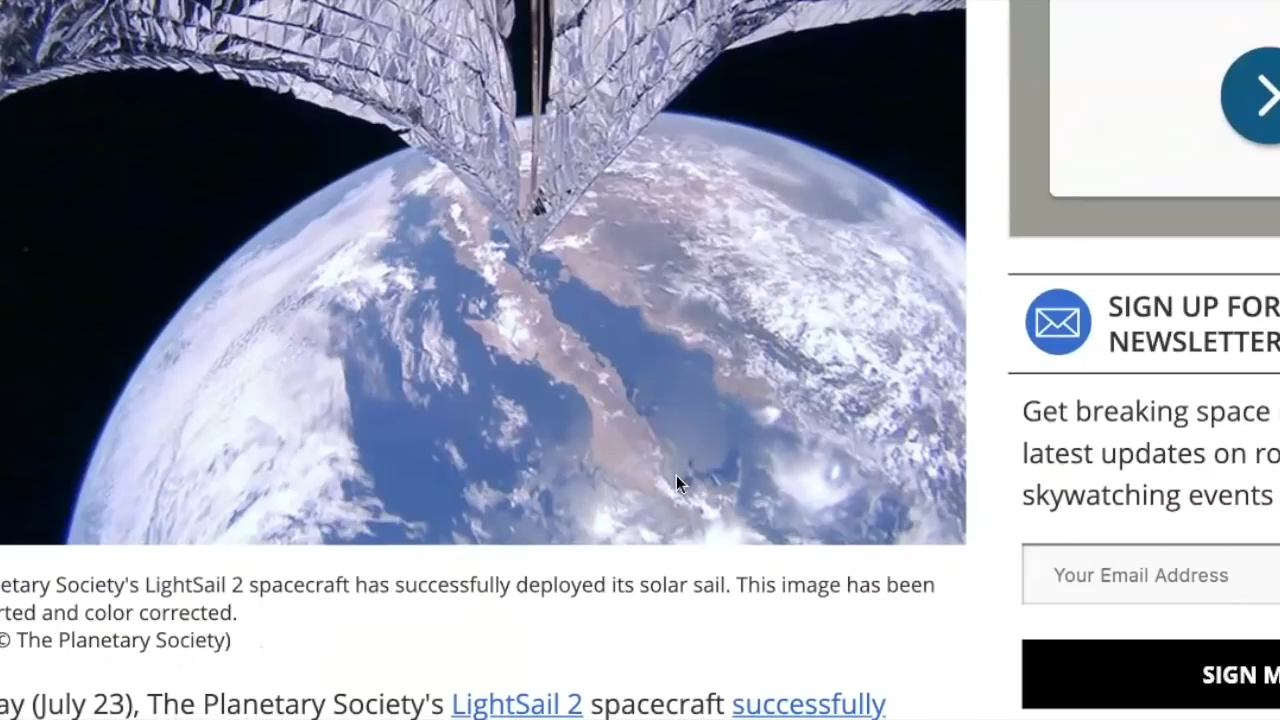 etary Society's LightSail 2 spacecraft has successfully deployed its solar sail. This image has been
rted and color corrected.
© The Planetary Society)
ay (July 23), The Planetary Society's LightSail 2 spacecraft successfully
SIGN UP FOR
NEWSLETTER
Get breaking space
latest updates on ro
skywatching events
Your Email Address
SIGN M